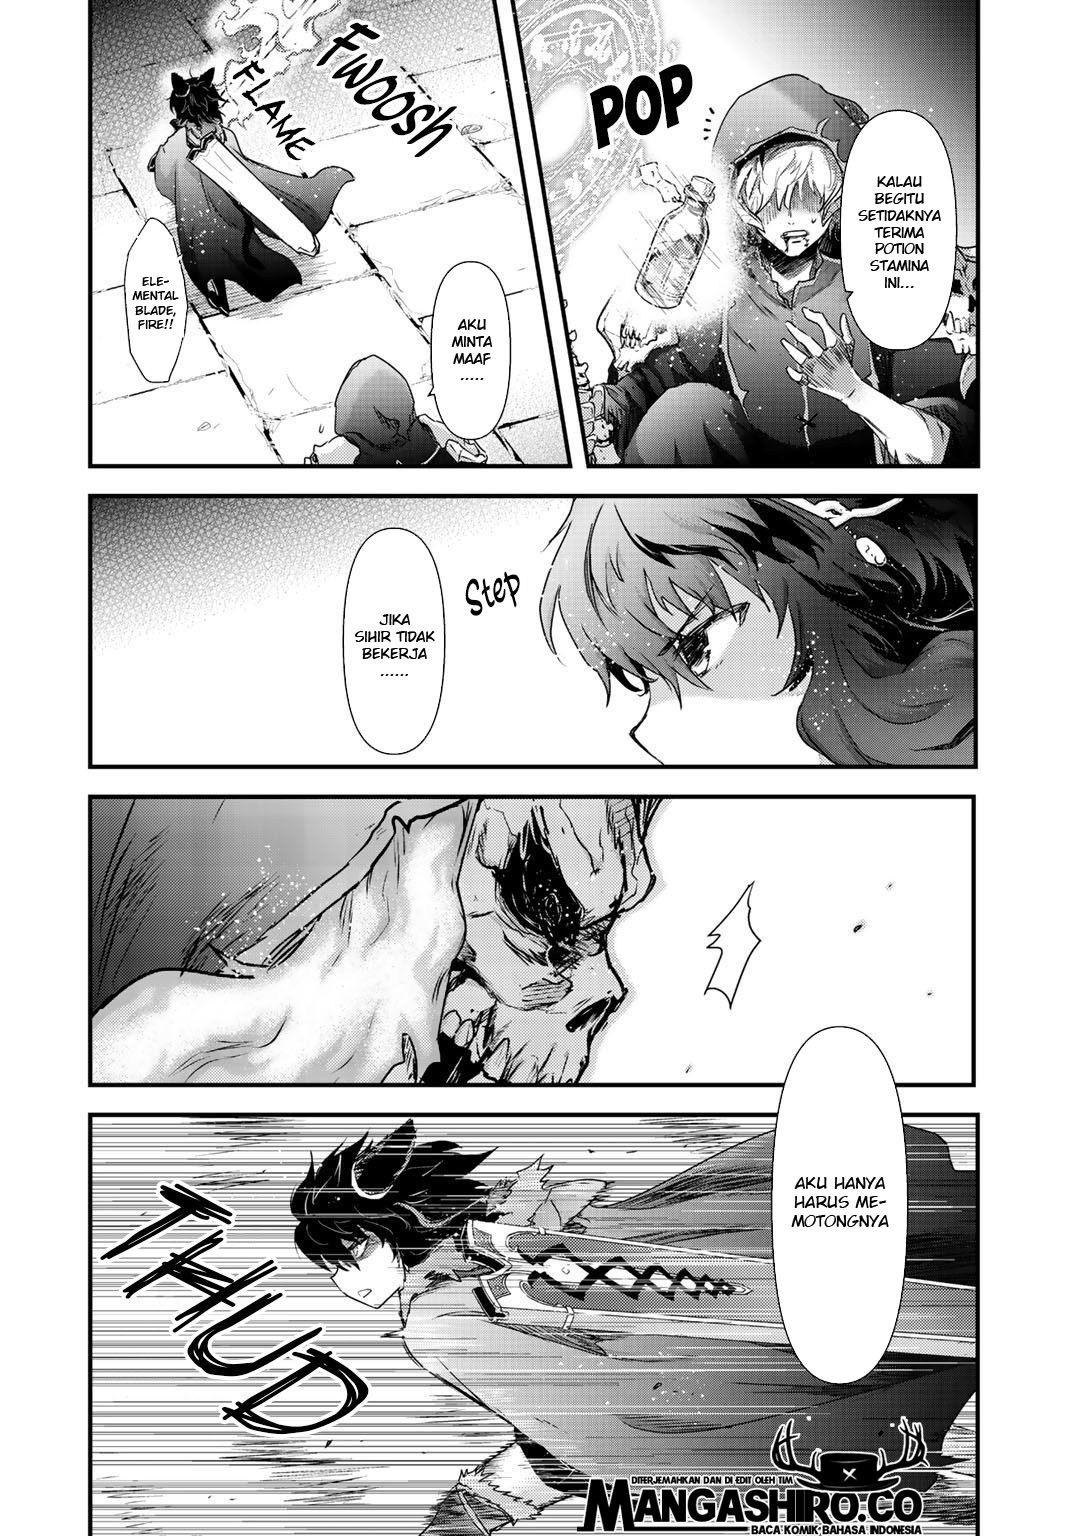 POP
KALAU
BEGITU
SETIDAKNYA
TERIMA
POTION
STAMINA
INI...
FWOOSH
FLAME
AKU
MINTA
MAAF
.....
ELE-
MENTAL
BLADE,
FIRE!!
Step
JIKA
SIHIR TIDAK
BEKERJA
......
AKU HANYA
HARUS ME-
MOTONGNYA
THUD
DITERJEMAHKAN DAN DI EDIT OLEH TIM
MANGASHIRO.CO
BACA KOMIK BAHASA INDONESIA